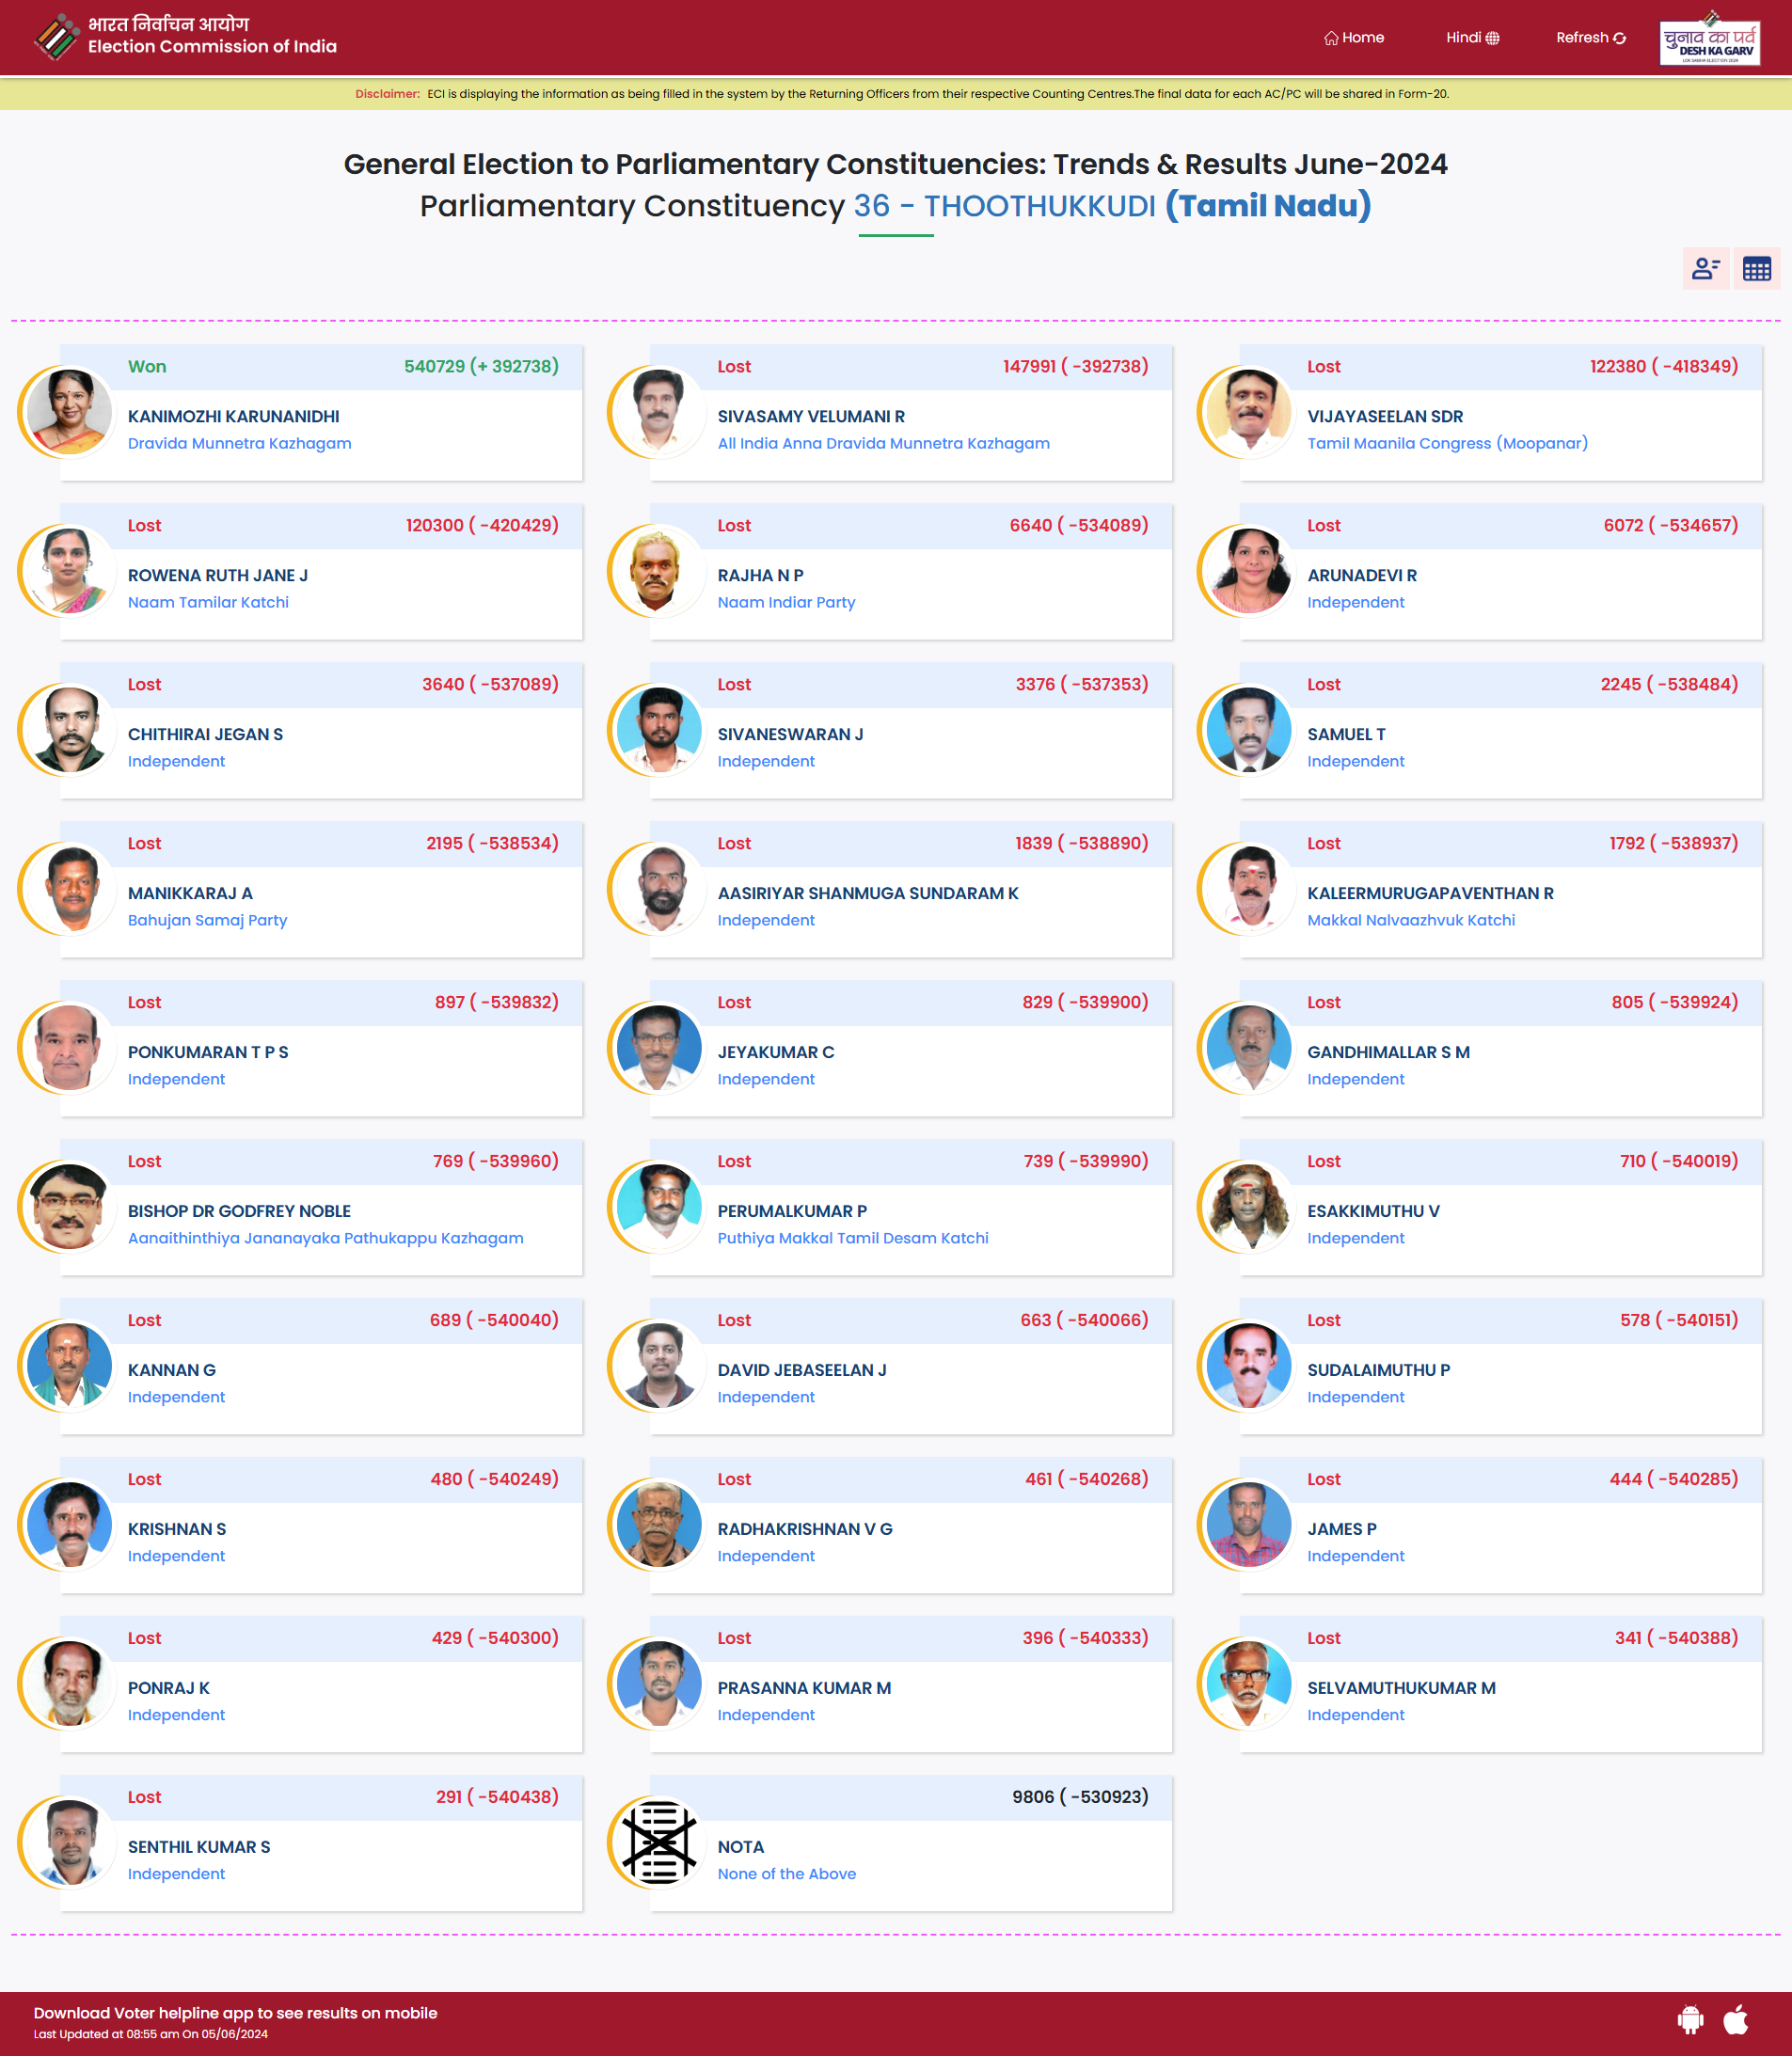 भारत निर्वाचन आयोग
Election Commission of India
Home
Hindi
Refresh
चुनाव का पर्व
DESH KA GARV
LOK SABHA ELECTION 2024
Disclaimer: ECI is displaying the information as being filled in the system by the Returning Officers from their respective Counting Centres.The final data for each AC/PC will be shared in Form-20.
General Election to Parliamentary Constituencies: Trends & Results June-2024
Parliamentary Constituency 36 - THOOTHUKKUDI (Tamil Nadu)
Won 540729 (+ 392738)
KANIMOZHI KARUNANIDHI
Dravida Munnetra Kazhagam
Lost 147991 ( -392738)
SIVASAMY VELUMANI R
All India Anna Dravida Munnetra Kazhagam
Lost 122380 ( -418349)
VIJAYASEELAN SDR
Tamil Maanila Congress (Moopanar)
Lost 120300 ( -420429)
ROWENA RUTH JANE J
Naam Tamilar Katchi
Lost 6640 ( -534089)
RAJHA N P
Naam Indiar Party
Lost 6072 ( -534657)
ARUNADEVI R
Independent
Lost 3640 ( -537089)
CHITHIRAI JEGAN S
Independent
Lost 3376 ( -537353)
SIVANESWARAN J
Independent
Lost 2245 ( -538484)
SAMUEL T
Independent
Lost 2195 ( -538534)
MANIKKARAJ A
Bahujan Samaj Party
Lost 1839 ( -538890)
AASIRIYAR SHANMUGA SUNDARAM K
Independent
Lost 1792 ( -538937)
KALEERMURUGAPAVENTHAN R
Makkal Nalvaazhvuk Katchi
Lost 897 ( -539832)
PONKUMARAN T P S
Independent
Lost 829 ( -539900)
JEYAKUMAR C
Independent
Lost 805 ( -539924)
GANDHIMALLAR S M
Independent
Lost 769 ( -539960)
BISHOP DR GODFREY NOBLE
Aanaithinthiya Jananayaka Pathukappu Kazhagam
Lost 739 ( -539990)
PERUMALKUMAR P
Puthiya Makkal Tamil Desam Katchi
Lost 710 ( -540019)
ESAKKIMUTHU V
Independent
Lost 689 ( -540040)
KANNAN G
Independent
Lost 663 ( -540066)
DAVID JEBASEELAN J
Independent
Lost 578 ( -540151)
SUDALAIMUTHU P
Independent
Lost 480 ( -540249)
KRISHNAN S
Independent
Lost 461 ( -540268)
RADHAKRISHNAN V G
Independent
Lost 444 ( -540285)
JAMES P
Independent
Lost 429 ( -540300)
PONRAJ K
Independent
Lost 396 ( -540333)
PRASANNA KUMAR M
Independent
Lost 341 ( -540388)
SELVAMUTHUKUMAR M
Independent
Lost 291 ( -540438)
SENTHIL KUMAR S
Independent
9806 ( -530923)
NOTA
None of the Above
Download Voter helpline app to see results on mobile
Last Updated at 08:55 am On 05/06/2024